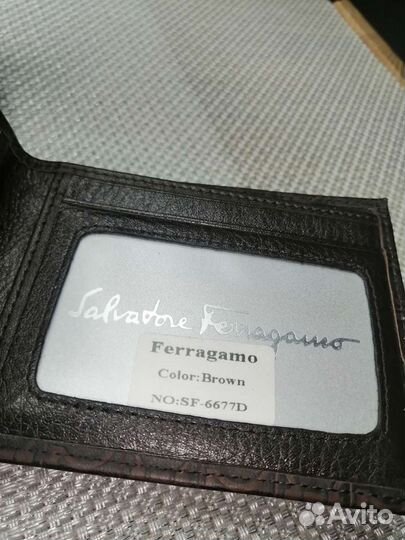 Salvatore Ferragamo
Ferragamo
Color:Brown
NO:SF-6677D
Avito